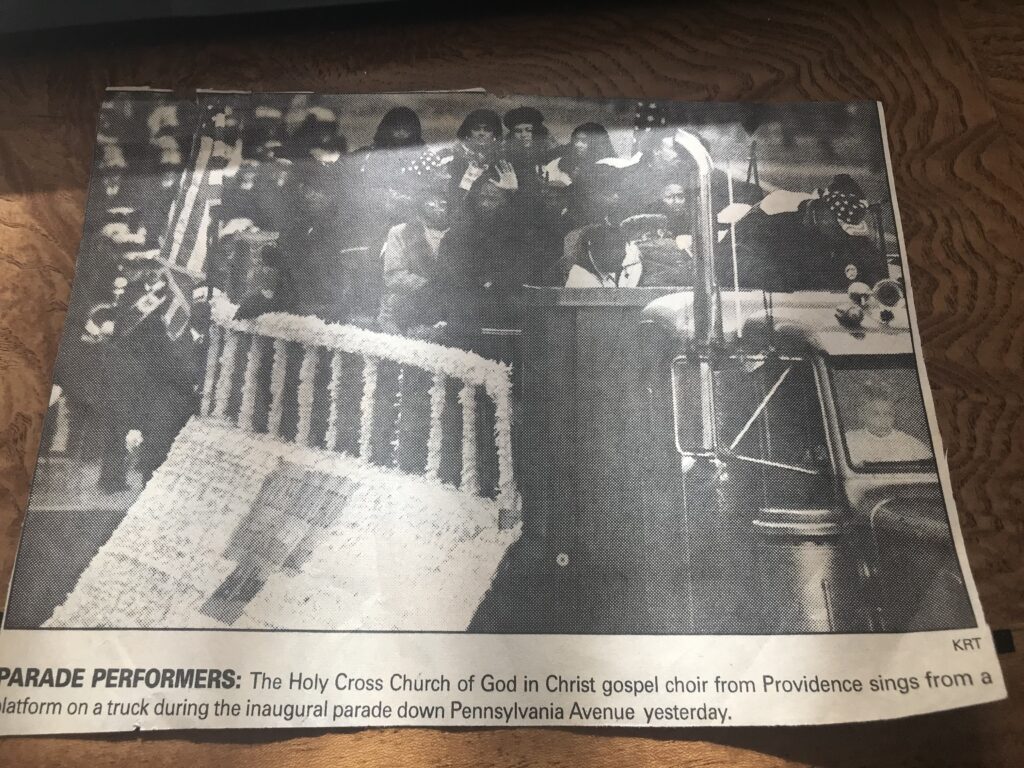 KRT
PARADE PERFORMERS: The Holy Cross Church of God in Christ gospel choir from Providence sings from a
platform on a truck during the inaugural parade down Pennsylvania Avenue yesterday.